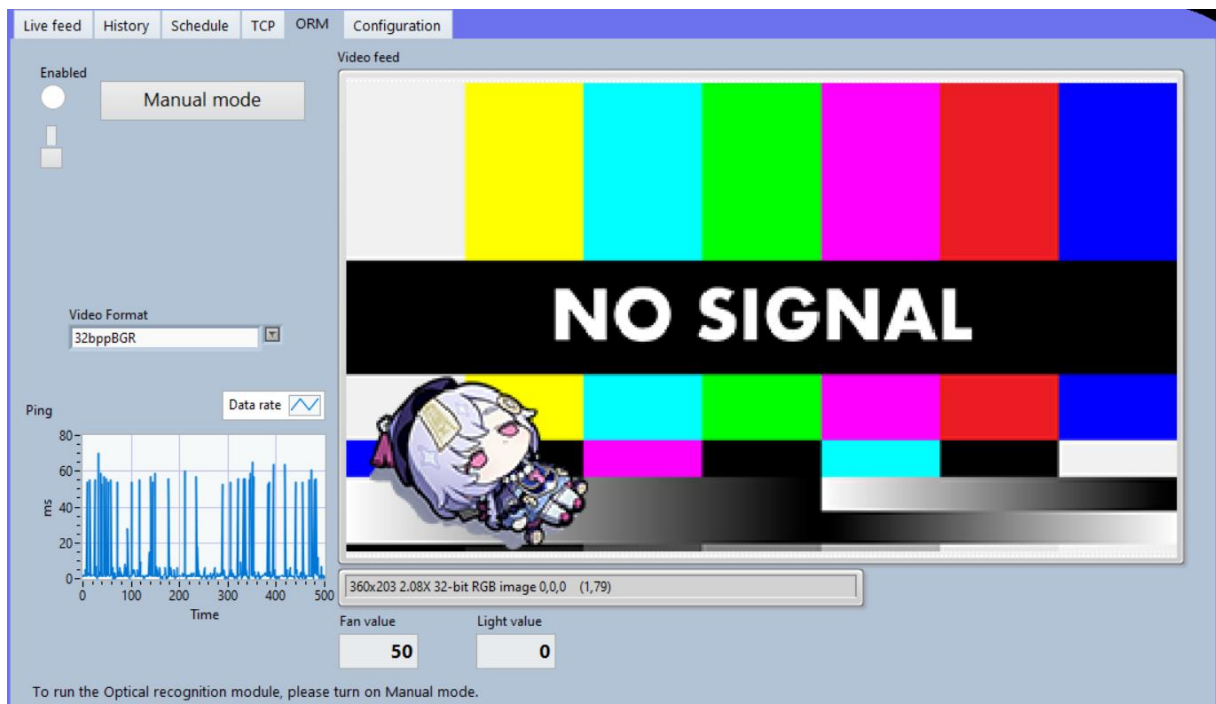 Live feed History Schedule TCP ORM Configuration
Video feed
Enabled
Manual mode
NO SIGNAL
Video Format
32bppBGR
Ping
Data rate
80
60
40
20
0
ms
0 100 200 300 400 500
Time
360x203 2.08X 32-bit RGB image 0,0,0 (1,79)
Fan value Light value
50 0
To run the Optical recognition module, please turn on Manual mode.